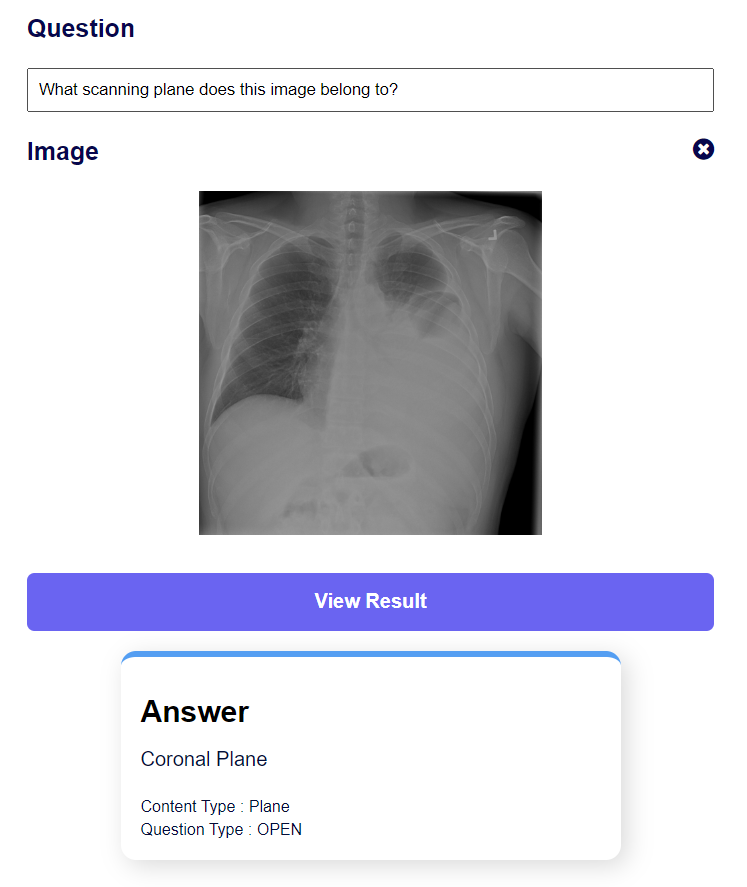 Question
What scanning plane does this image belong to?
Image
L
View Result
Answer
Coronal Plane
Content Type : Plane
Question Type : OPEN